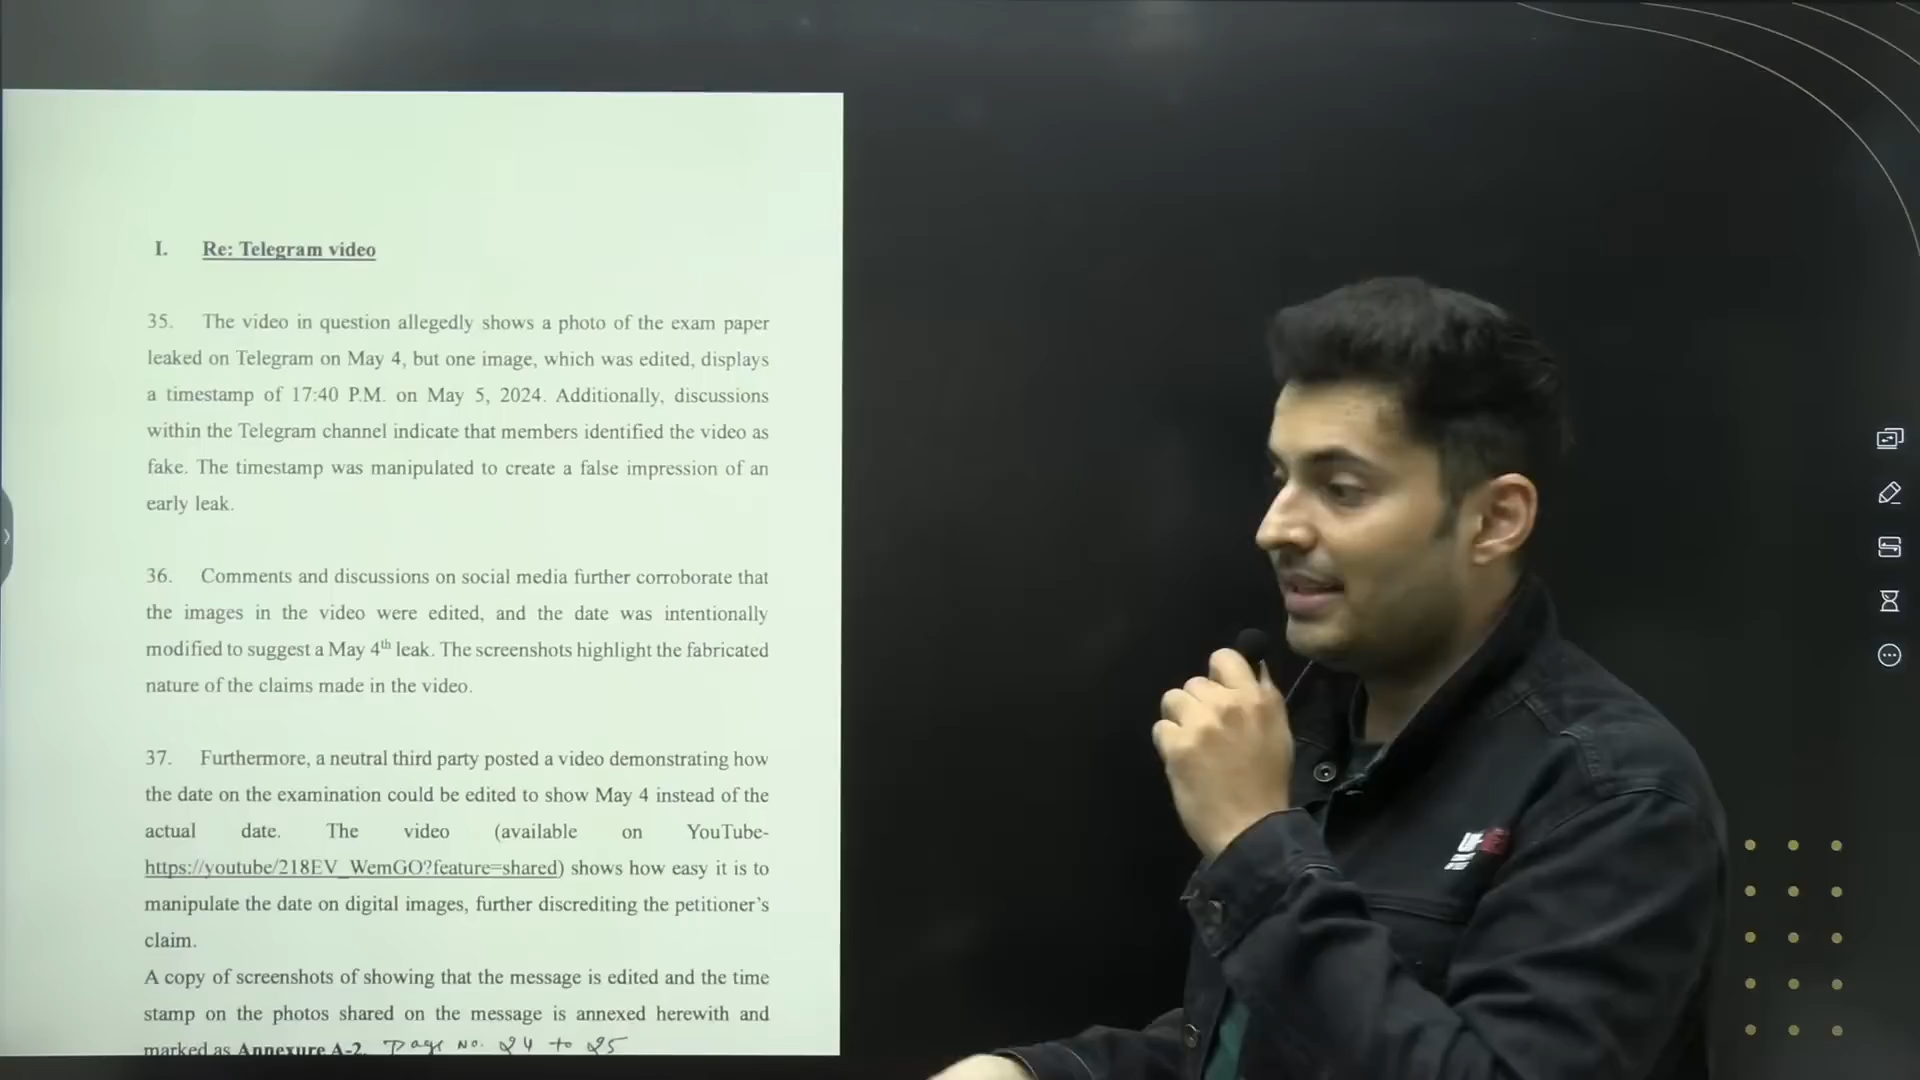 I. Re: Telegram video
35. The video in question allegedly shows a photo of the exam paper
leaked on Telegram on May 4, but one image, which was edited, displays
a timestamp of 17:40 P.M. on May 5, 2024. Additionally, discussions
within the Telegram channel indicate that members identified the video as
fake. The timestamp was manipulated to create a false impression of an
early leak.
36. Comments and discussions on social media further corroborate that
the images in the video were edited, and the date was intentionally
modified to suggest a May 4th leak. The screenshots highlight the fabricated
nature of the claims made in the video.
37. Furthermore, a neutral third party posted a video demonstrating how
the date on the examination could be edited to show May 4 instead of the
actual date. The video (available on YouTube-
https://youtube/218EV_WemGO?feature=shared) shows how easy it is to
manipulate the date on digital images, further discrediting the petitioner's
claim.
A copy of screenshots of showing that the message is edited and the time
stamp on the photos shared on the message is annexed herewith and
marked as Annexure A-2. Page No. 24 to 25